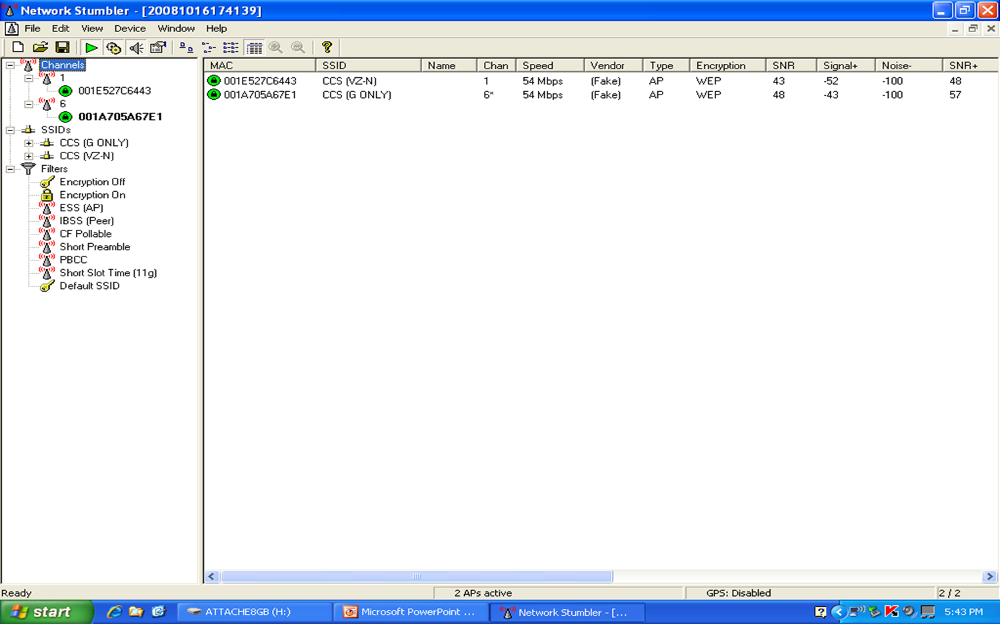 Network Stumbler - [20081016174139]
File Edit View Device Window Help
Channels
1
001E527C6443
6
001A705A67E1
SSIDs
CCS (G ONLY)
CCS (VZ-N)
Filters
Encryption Off
Encryption On
ESS (AP)
IBSS (Peer)
CF Pollable
Short Preamble
PBCC
Short Slot Time (11g)
Default SSID
MAC SSID Name Chan Speed Vendor Type Encryption SNR Signal+ Noise- SNR+
001E527C6443 CCS (VZ-N) 1 54 Mbps (Fake) AP WEP 43 -52 -100 48
001A705A67E1 CCS (G ONLY) 6* 54 Mbps (Fake) AP WEP 48 -43 -100 57
Ready 2 APs active GPS: Disabled 2 / 2
start ATTACHE8GB (H:) Microsoft PowerPoint ... Network Stumbler - [... 5:43 PM